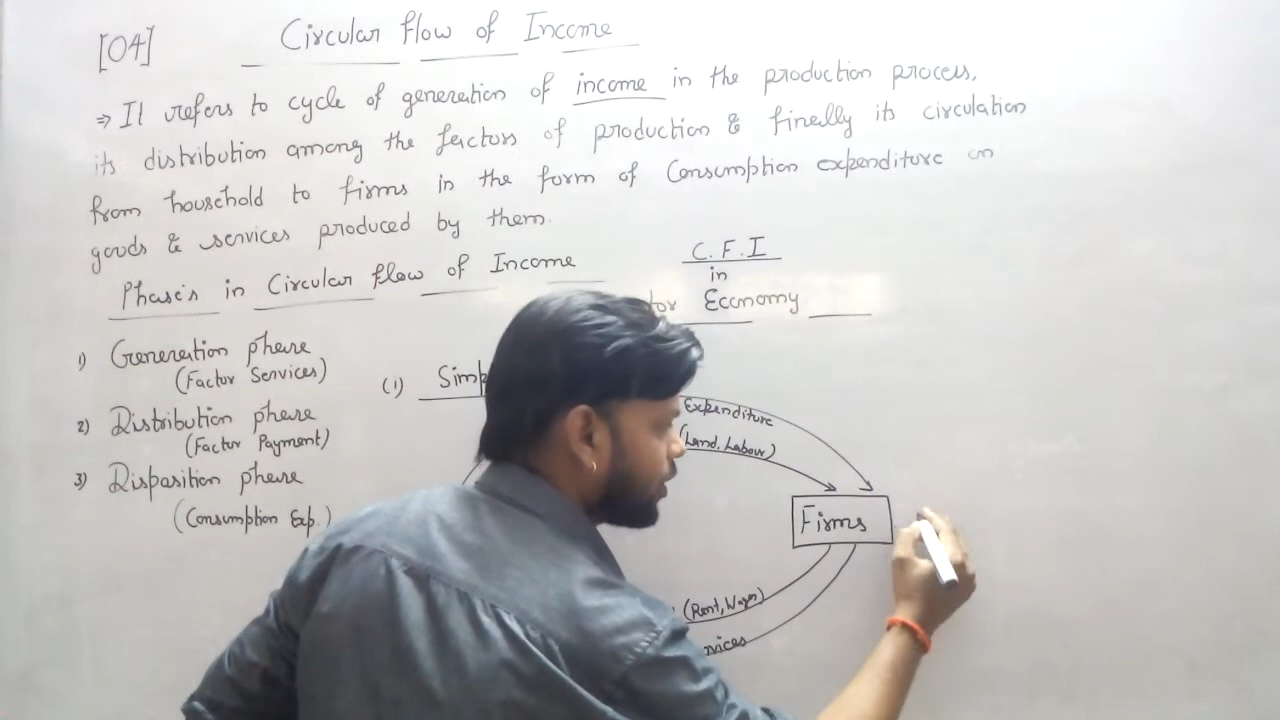 [04]
Circular flow of Income
⇒ It refers to cycle of generation of income in the production process,
its distribution among the factors of production & finally its circulation
from household to firms in the form of Consumption expenditure on
goods & services produced by them.
Phase's in Circular flow of Income
1) Generation phase
(Factor Services)
2) Distribution phase
(Factor Payment)
3) Disposition phase
(Consumption Exp.)
C.F.I
in
tor Economy
(i) Simp
Expenditure
(Land, Labour)
Firms
(Rent, Wages)
vices